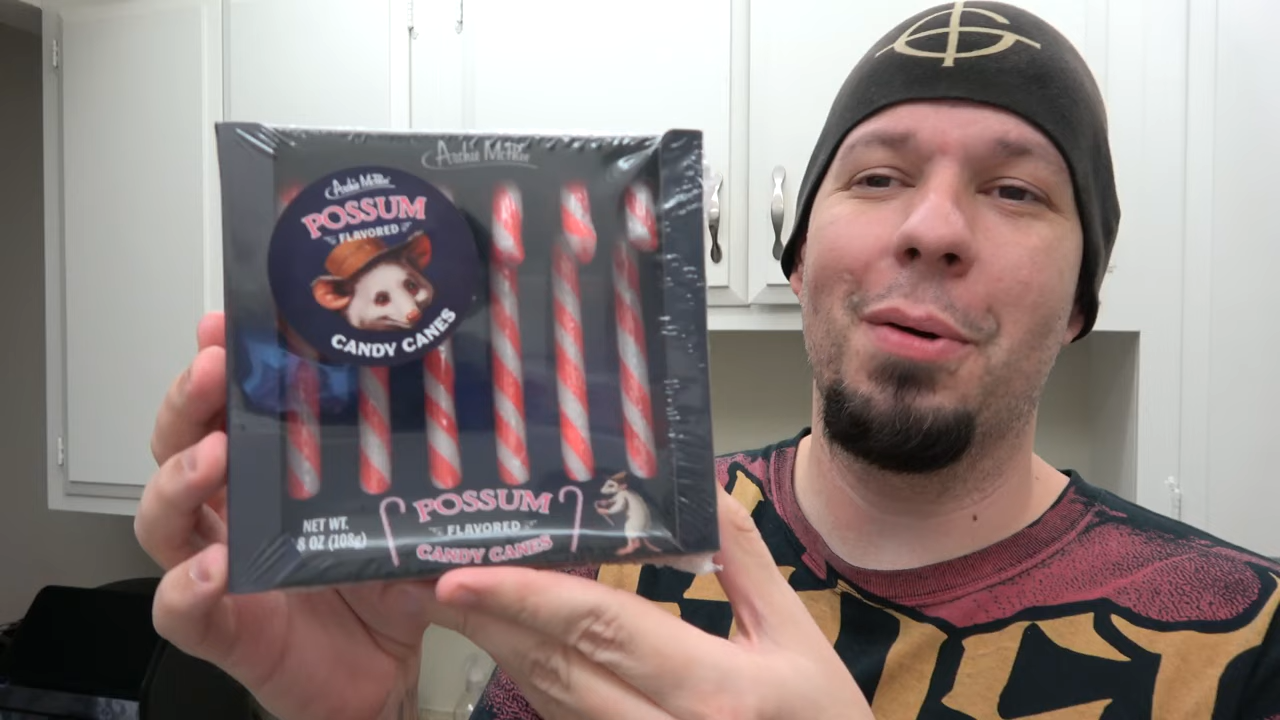 Archie McPhee
Archie McPhee
POSSUM
FLAVORED
CANDY CANES
NET WT.
8 OZ (108g)
POSSUM
FLAVORED
CANDY CANES